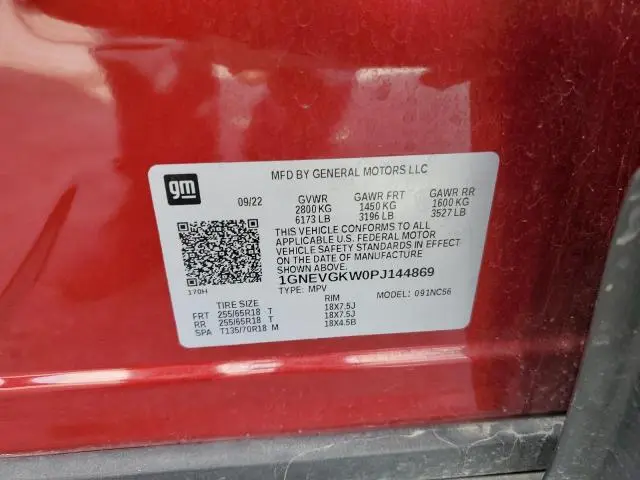 gm
MFD BY GENERAL MOTORS LLC
09/22 GVWR GAWR FRT GAWR RR
2800 KG 1450 KG 1600 KG
6173 LB 3196 LB 3527 LB
THIS VEHICLE CONFORMS TO ALL
APPLICABLE U.S. FEDERAL MOTOR
VEHICLE SAFETY STANDARDS IN EFFECT
ON THE DATE OF MANUFACTURE SHOWN ABOVE.
1GNEVGKW0PJ144869
170H TYPE: MPV MODEL: 091NC56
TIRE SIZE RIM
FRT 255/65R18 T 18X7.5J
RR 255/65R18 T 18X7.5J
SPA T135/70R18 M 18X4.5B